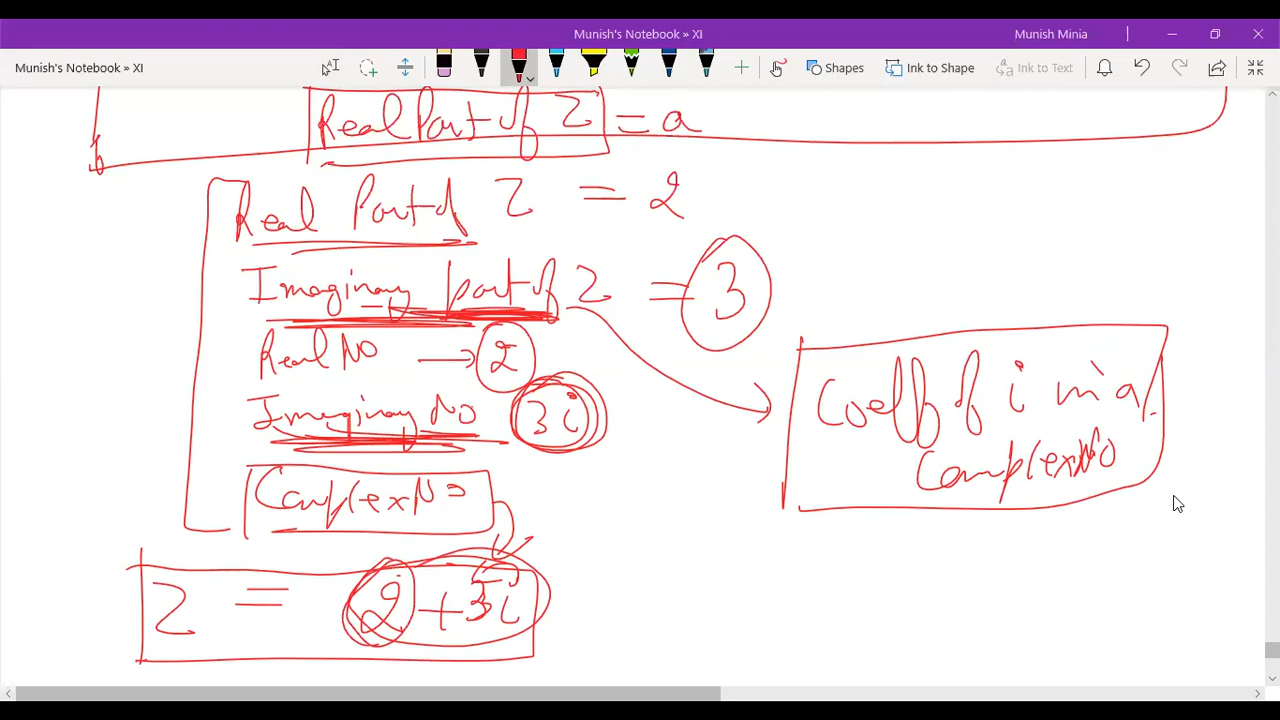 Munish's Notebook » XI
Munish Minia
Munish's Notebook » XI
Shapes
Ink to Shape
Ink to Text
Real Part of Z = a
Real Part of Z = 2
Imaginary part of Z = 3
Real No → 2
Imaginary No 3i
Complex No
Z = 2 + 3i
Coeff of i in a
Complex No